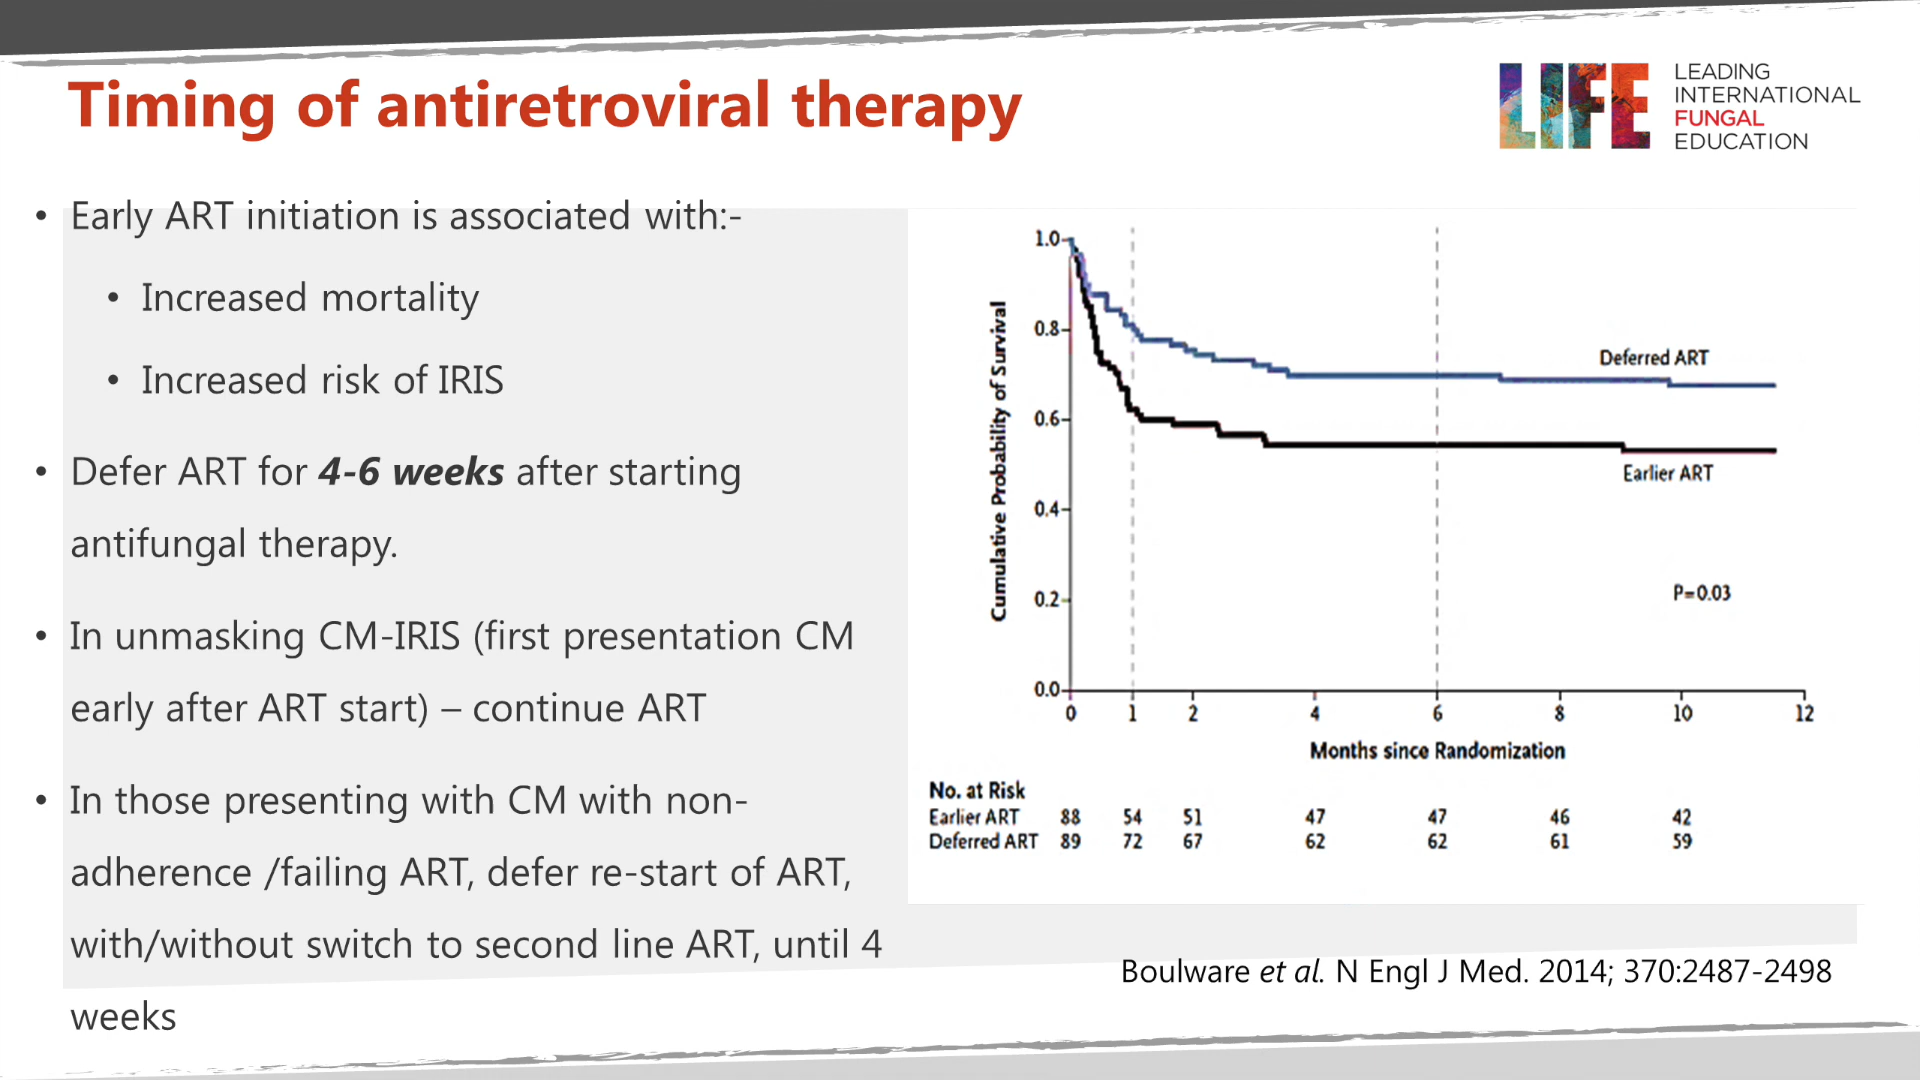 Timing of antiretroviral therapy
LIFE
LEADING
INTERNATIONAL
FUNGAL
EDUCATION
• Early ART initiation is associated with:-
• Increased mortality
• Increased risk of IRIS
• Defer ART for 4-6 weeks after starting
antifungal therapy.
• In unmasking CM-IRIS (first presentation CM
early after ART start) – continue ART
• In those presenting with CM with non-
adherence /failing ART, defer re-start of ART,
with/without switch to second line ART, until 4
weeks
Cumulative Probability of Survival
1.0
0.8
0.6
0.4
0.2
0.0
Deferred ART
Earlier ART
P=0.03
0 1 2 4 6 8 10 12
Months since Randomization
No. at Risk
Earlier ART 88 54 51 47 47 46 42
Deferred ART 89 72 67 62 62 61 59
Boulware et al. N Engl J Med. 2014; 370:2487-2498